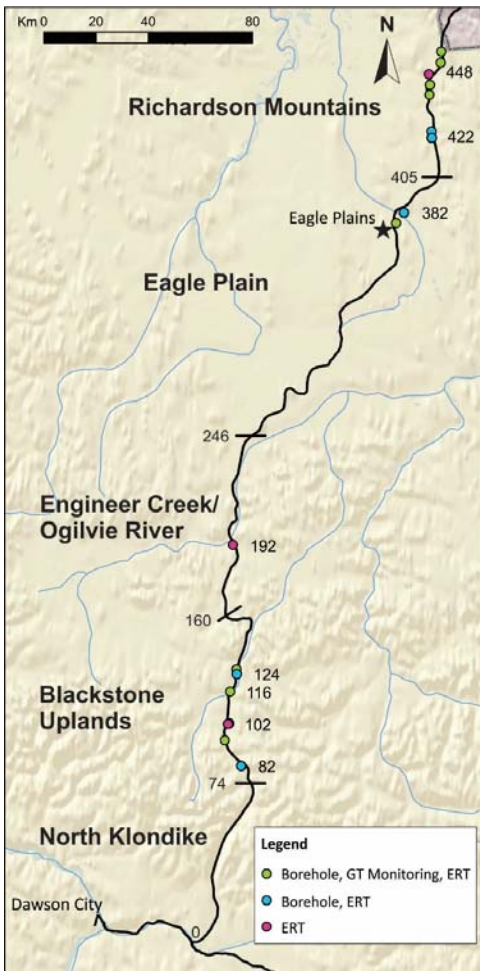 Km 0 20 40 80
N
448
Richardson Mountains
422
405
382
Eagle Plains
Eagle Plain
246
Engineer Creek/
Ogilvie River
192
160
124
116
Blackstone
Uplands
102
82
74
North Klondike
Legend
Borehole, GT Monitoring, ERT
Borehole, ERT
ERT
Dawson City
0